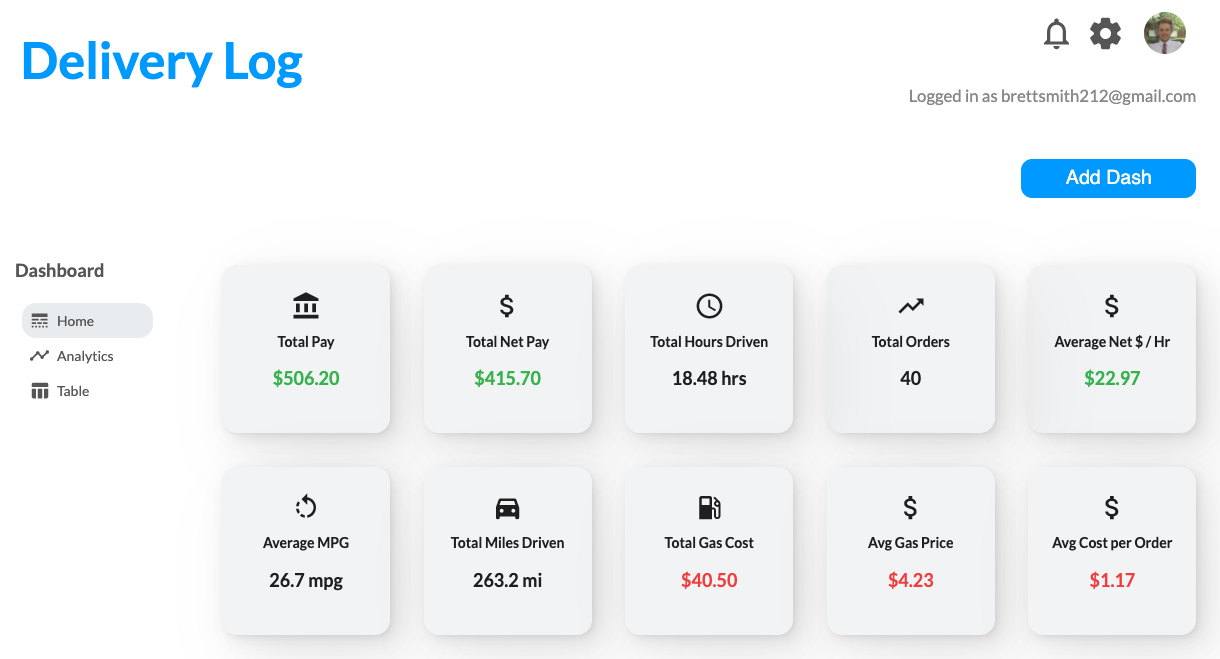 Delivery Log
Logged in as brettsmith212@gmail.com
Add Dash
Dashboard
Home
Analytics
Table
Total Pay
$506.20
Total Net Pay
$415.70
Total Hours Driven
18.48 hrs
Total Orders
40
Average Net $ / Hr
$22.97
Average MPG
26.7 mpg
Total Miles Driven
263.2 mi
Total Gas Cost
$40.50
Avg Gas Price
$4.23
Avg Cost per Order
$1.17